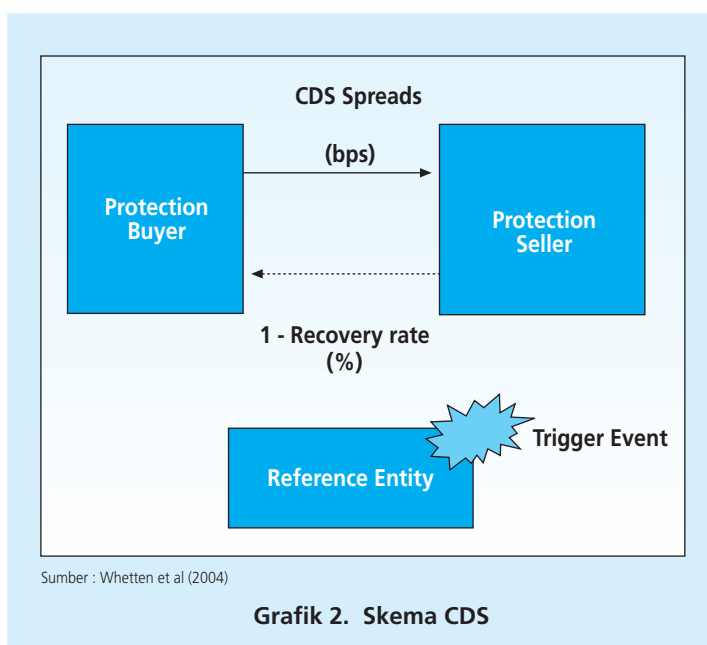 CDS Spreads
(bps)
Protection
Buyer
Protection
Seller
1 - Recovery rate
(%)
Trigger Event
Reference Entity
Sumber : Whetten et al (2004)
Grafik 2. Skema CDS